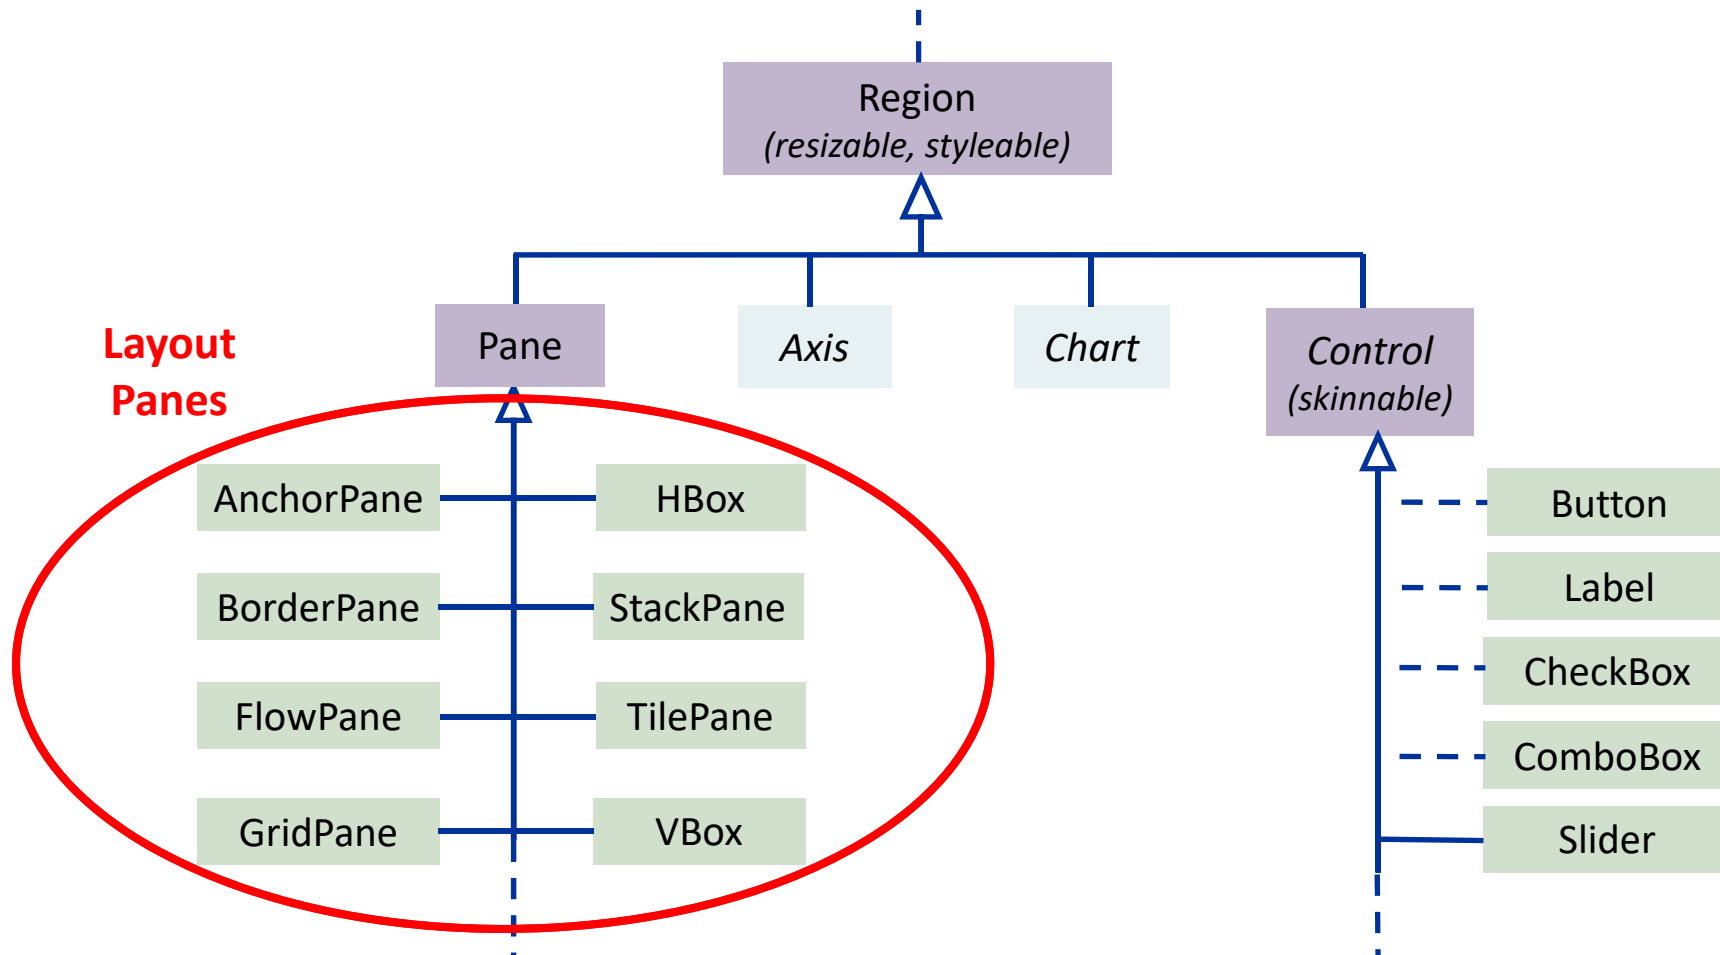 Region
(resizable, styleable)
Layout
Panes
Pane
Axis
Chart
Control
(skinnable)
AnchorPane
HBox
Button
BorderPane
StackPane
Label
CheckBox
FlowPane
TilePane
ComboBox
GridPane
VBox
Slider